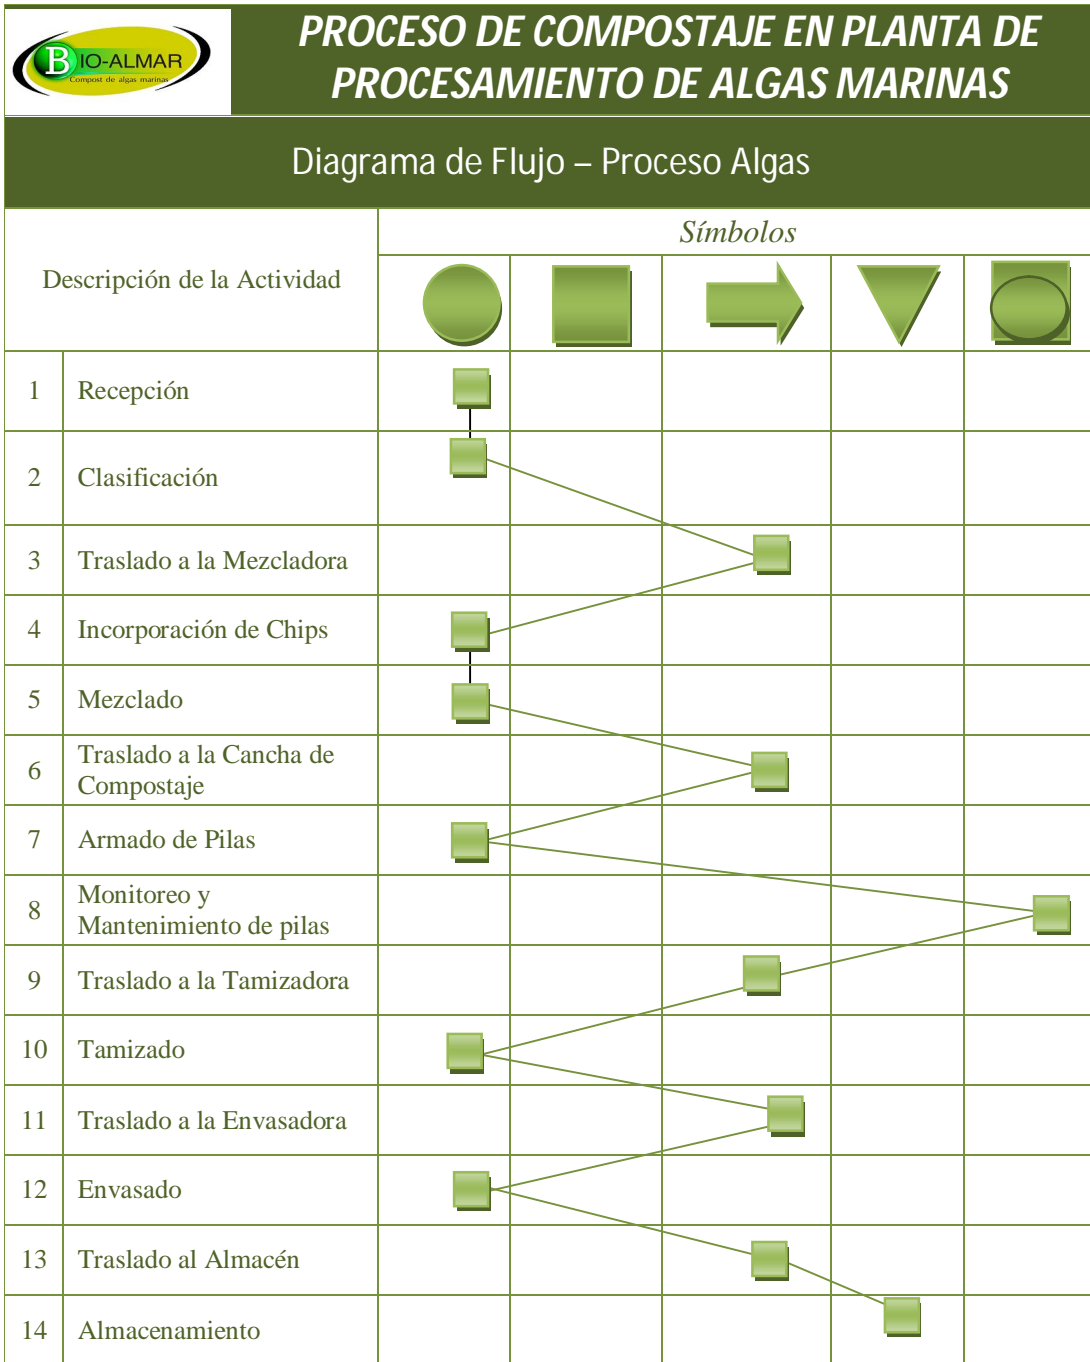 BIO-ALMAR
Compost de algas marinas
PROCESO DE COMPOSTAJE EN PLANTA DE
PROCESAMIENTO DE ALGAS MARINAS
Diagrama de Flujo – Proceso Algas
Descripción de la Actividad
Símbolos
1 Recepción
2 Clasificación
3 Traslado a la Mezcladora
4 Incorporación de Chips
5 Mezclado
6 Traslado a la Cancha de
Compostaje
7 Armado de Pilas
8 Monitoreo y
Mantenimiento de pilas
9 Traslado a la Tamizadora
10 Tamizado
11 Traslado a la Envasadora
12 Envasado
13 Traslado al Almacén
14 Almacenamiento